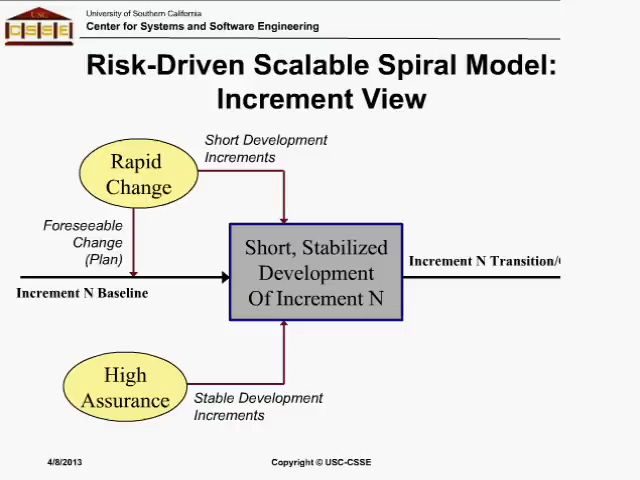 USC
CSSE
University of Southern California
Center for Systems and Software Engineering
Risk-Driven Scalable Spiral Model:
Increment View
Short Development
Increments
Rapid
Change
Foreseeable
Change
(Plan)
Short, Stabilized
Development
Of Increment N
Increment N Transition/
Increment N Baseline
High
Assurance
Stable Development
Increments
4/8/2013
Copyright © USC-CSSE